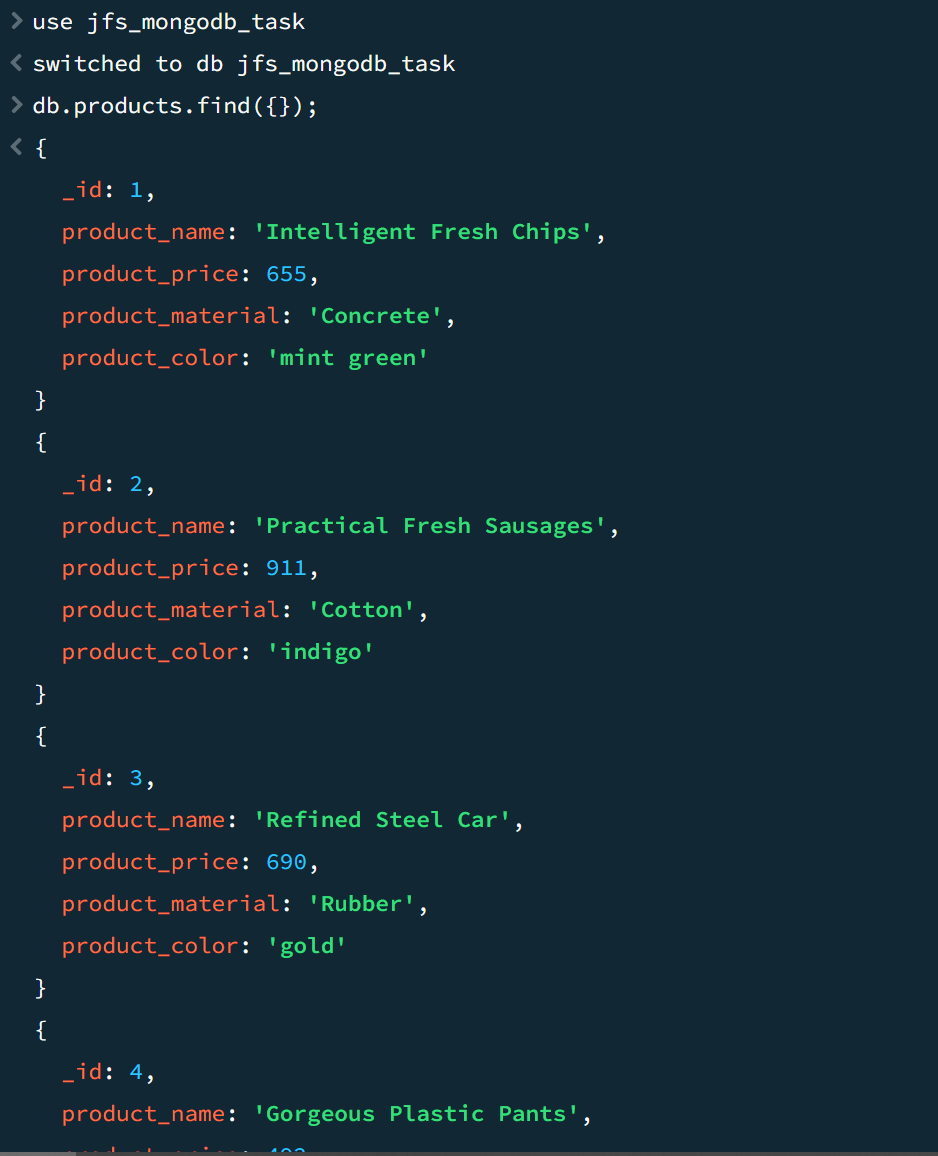 > use jfs_mongodb_task
< switched to db jfs_mongodb_task
> db.products.find({});
< {
_id: 1,
product_name: 'Intelligent Fresh Chips',
product_price: 655,
product_material: 'Concrete',
product_color: 'mint green'
}
{
_id: 2,
product_name: 'Practical Fresh Sausages',
product_price: 911,
product_material: 'Cotton',
product_color: 'indigo'
}
{
_id: 3,
product_name: 'Refined Steel Car',
product_price: 690,
product_material: 'Rubber',
product_color: 'gold'
}
{
_id: 4,
product_name: 'Gorgeous Plastic Pants',